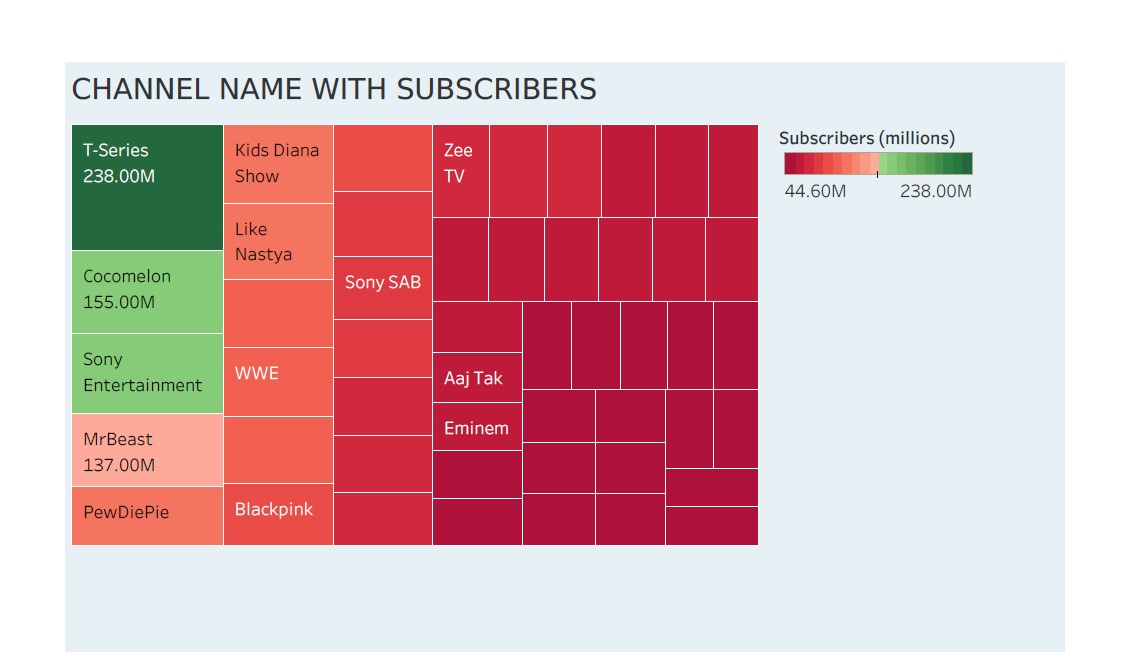 CHANNEL NAME WITH SUBSCRIBERS
T-Series
238.00M
Cocomelon
155.00M
Sony
Entertainment
MrBeast
137.00M
PewDiePie
Kids Diana
Show
Like
Nastya
WWE
Blackpink
Sony SAB
Zee
TV
Aaj Tak
Eminem
Subscribers (millions)
44.60M 238.00M